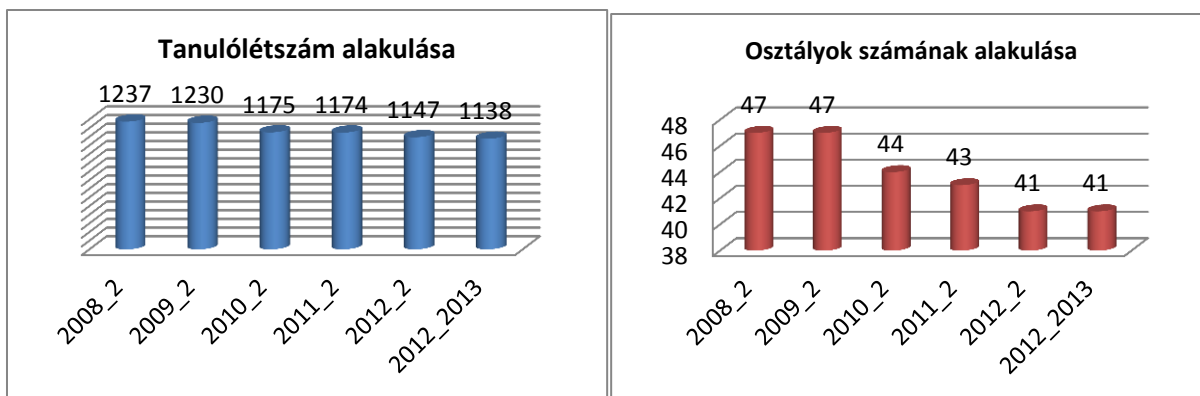 Tanulólétszám alakulása
1237 1230 1175 1174 1147 1138
2008_2 2009_2 2010_2 2011_2 2012_2 2012_2013
Osztályok számának alakulása
48
46
44
42
40
38
47 47 44 43 41 41
2008_2 2009_2 2010_2 2011_2 2012_2 2012_2013